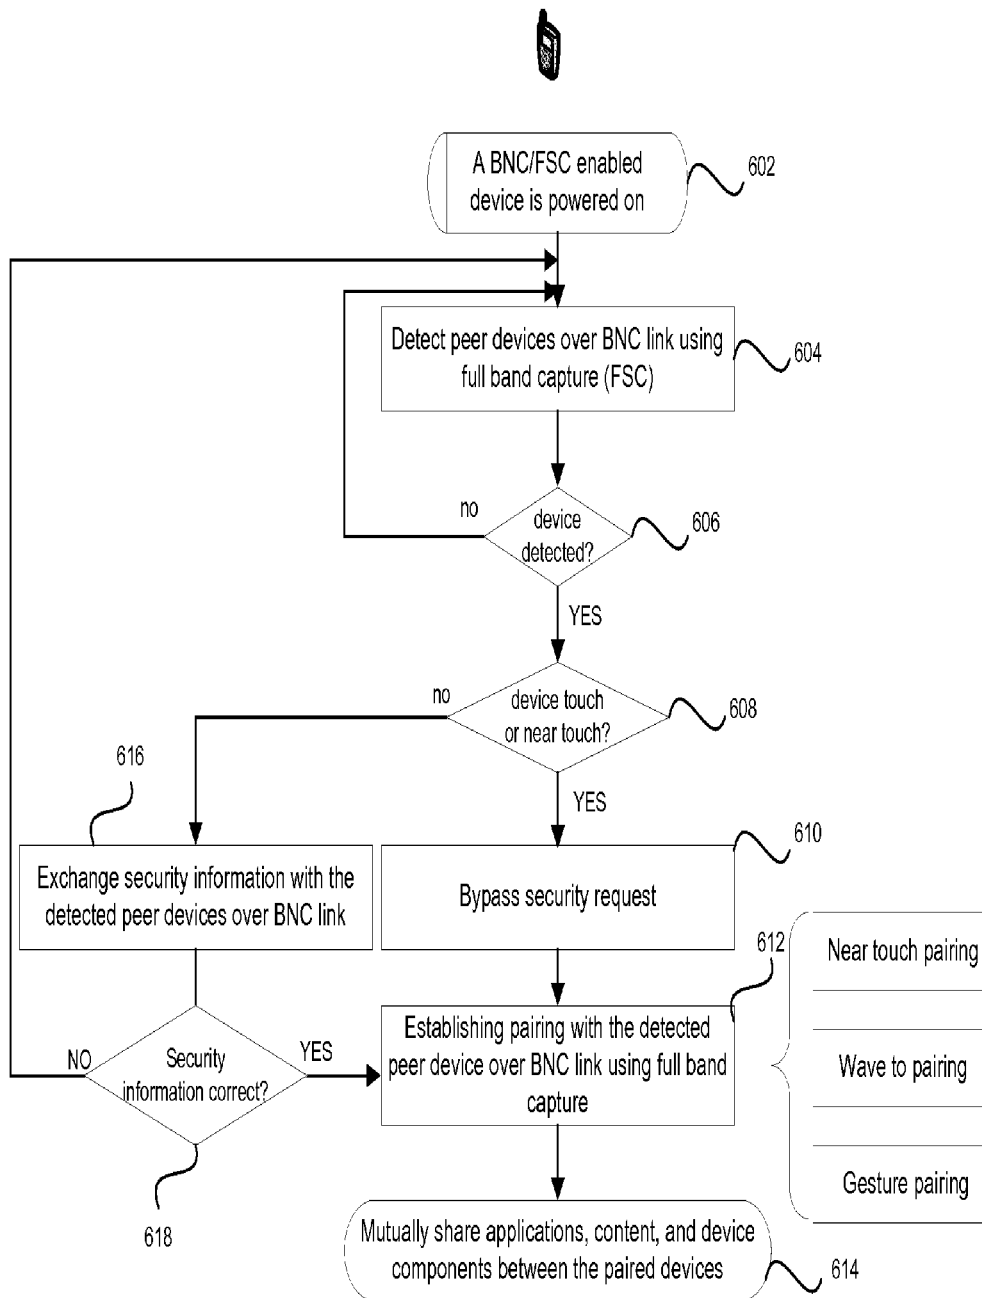 A BNC/FSC enabled
device is powered on
602
Detect peer devices over BNC link using
full band capture (FSC)
604
no
device
detected?
606
YES
no
device touch
or near touch?
608
616
YES
610
Exchange security information with the
detected peer devices over BNC link
Bypass security request
612
Near touch pairing
Establishing pairing with the detected
peer device over BNC link using full band
capture
NO
Security
information correct?
YES
Wave to pairing
Gesture pairing
618
Mutually share applications, content, and device
components between the paired devices
614